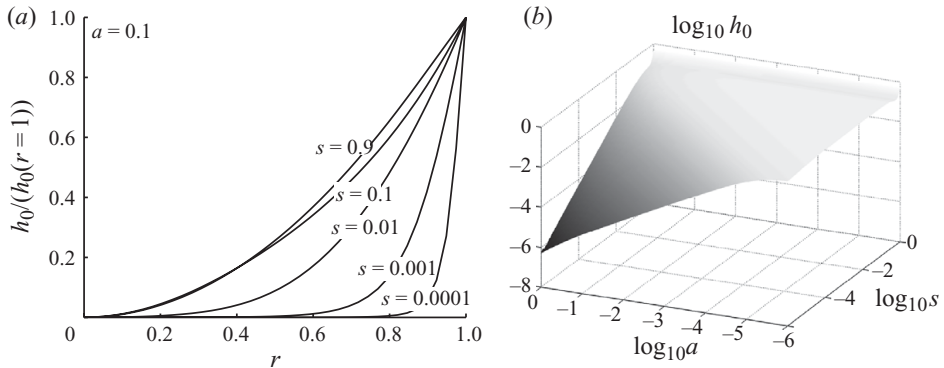 (a)
1.0
a = 0.1
0.8
0.6
0.4
0.2
0
h0/(h0(r = 1))
s = 0.9
s = 0.1
s = 0.01
s = 0.001
s = 0.0001
0 0.2 0.4 0.6 0.8 1.0
r
(b)
log10 h0
0
−2
−4
−6
−8
0 −1 −2 −3 −4 −5 −6
log10a
0
−2
−4
log10s